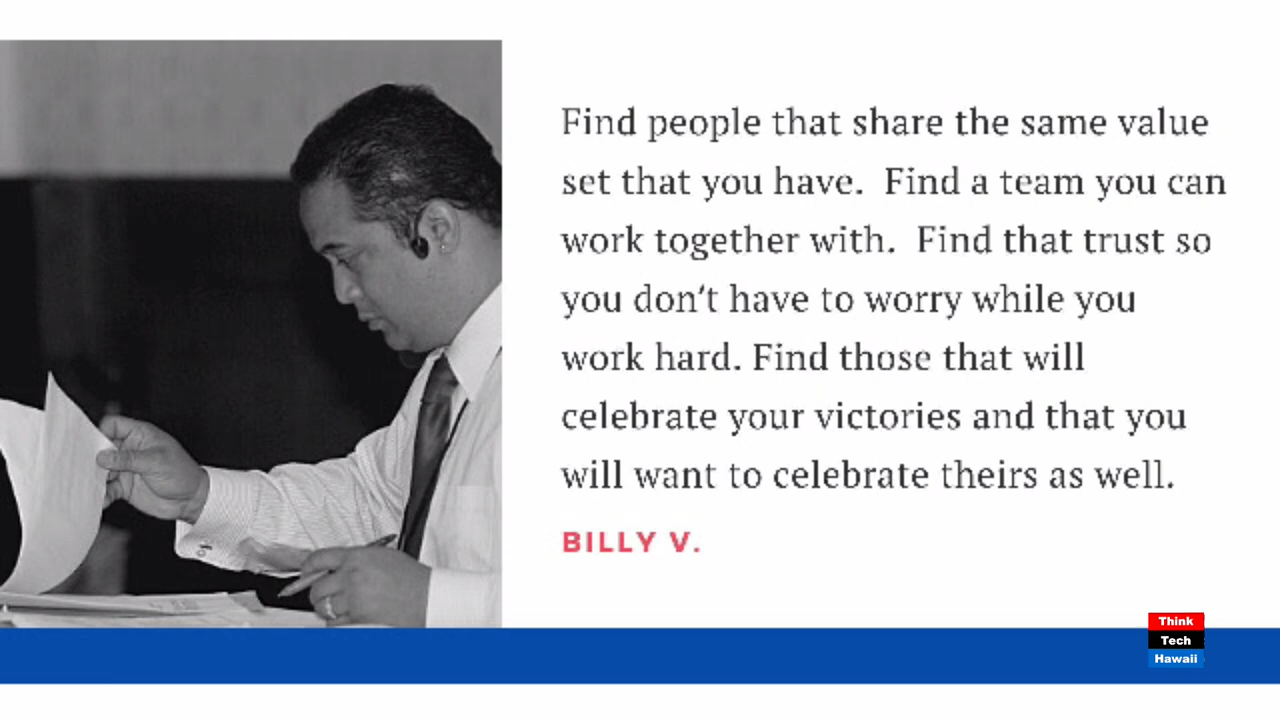 Find people that share the same value
set that you have.  Find a team you can
work together with.  Find that trust so
you don't have to worry while you
work hard. Find those that will
celebrate your victories and that you
will want to celebrate theirs as well.
BILLY V.
Think
Tech
Hawaii